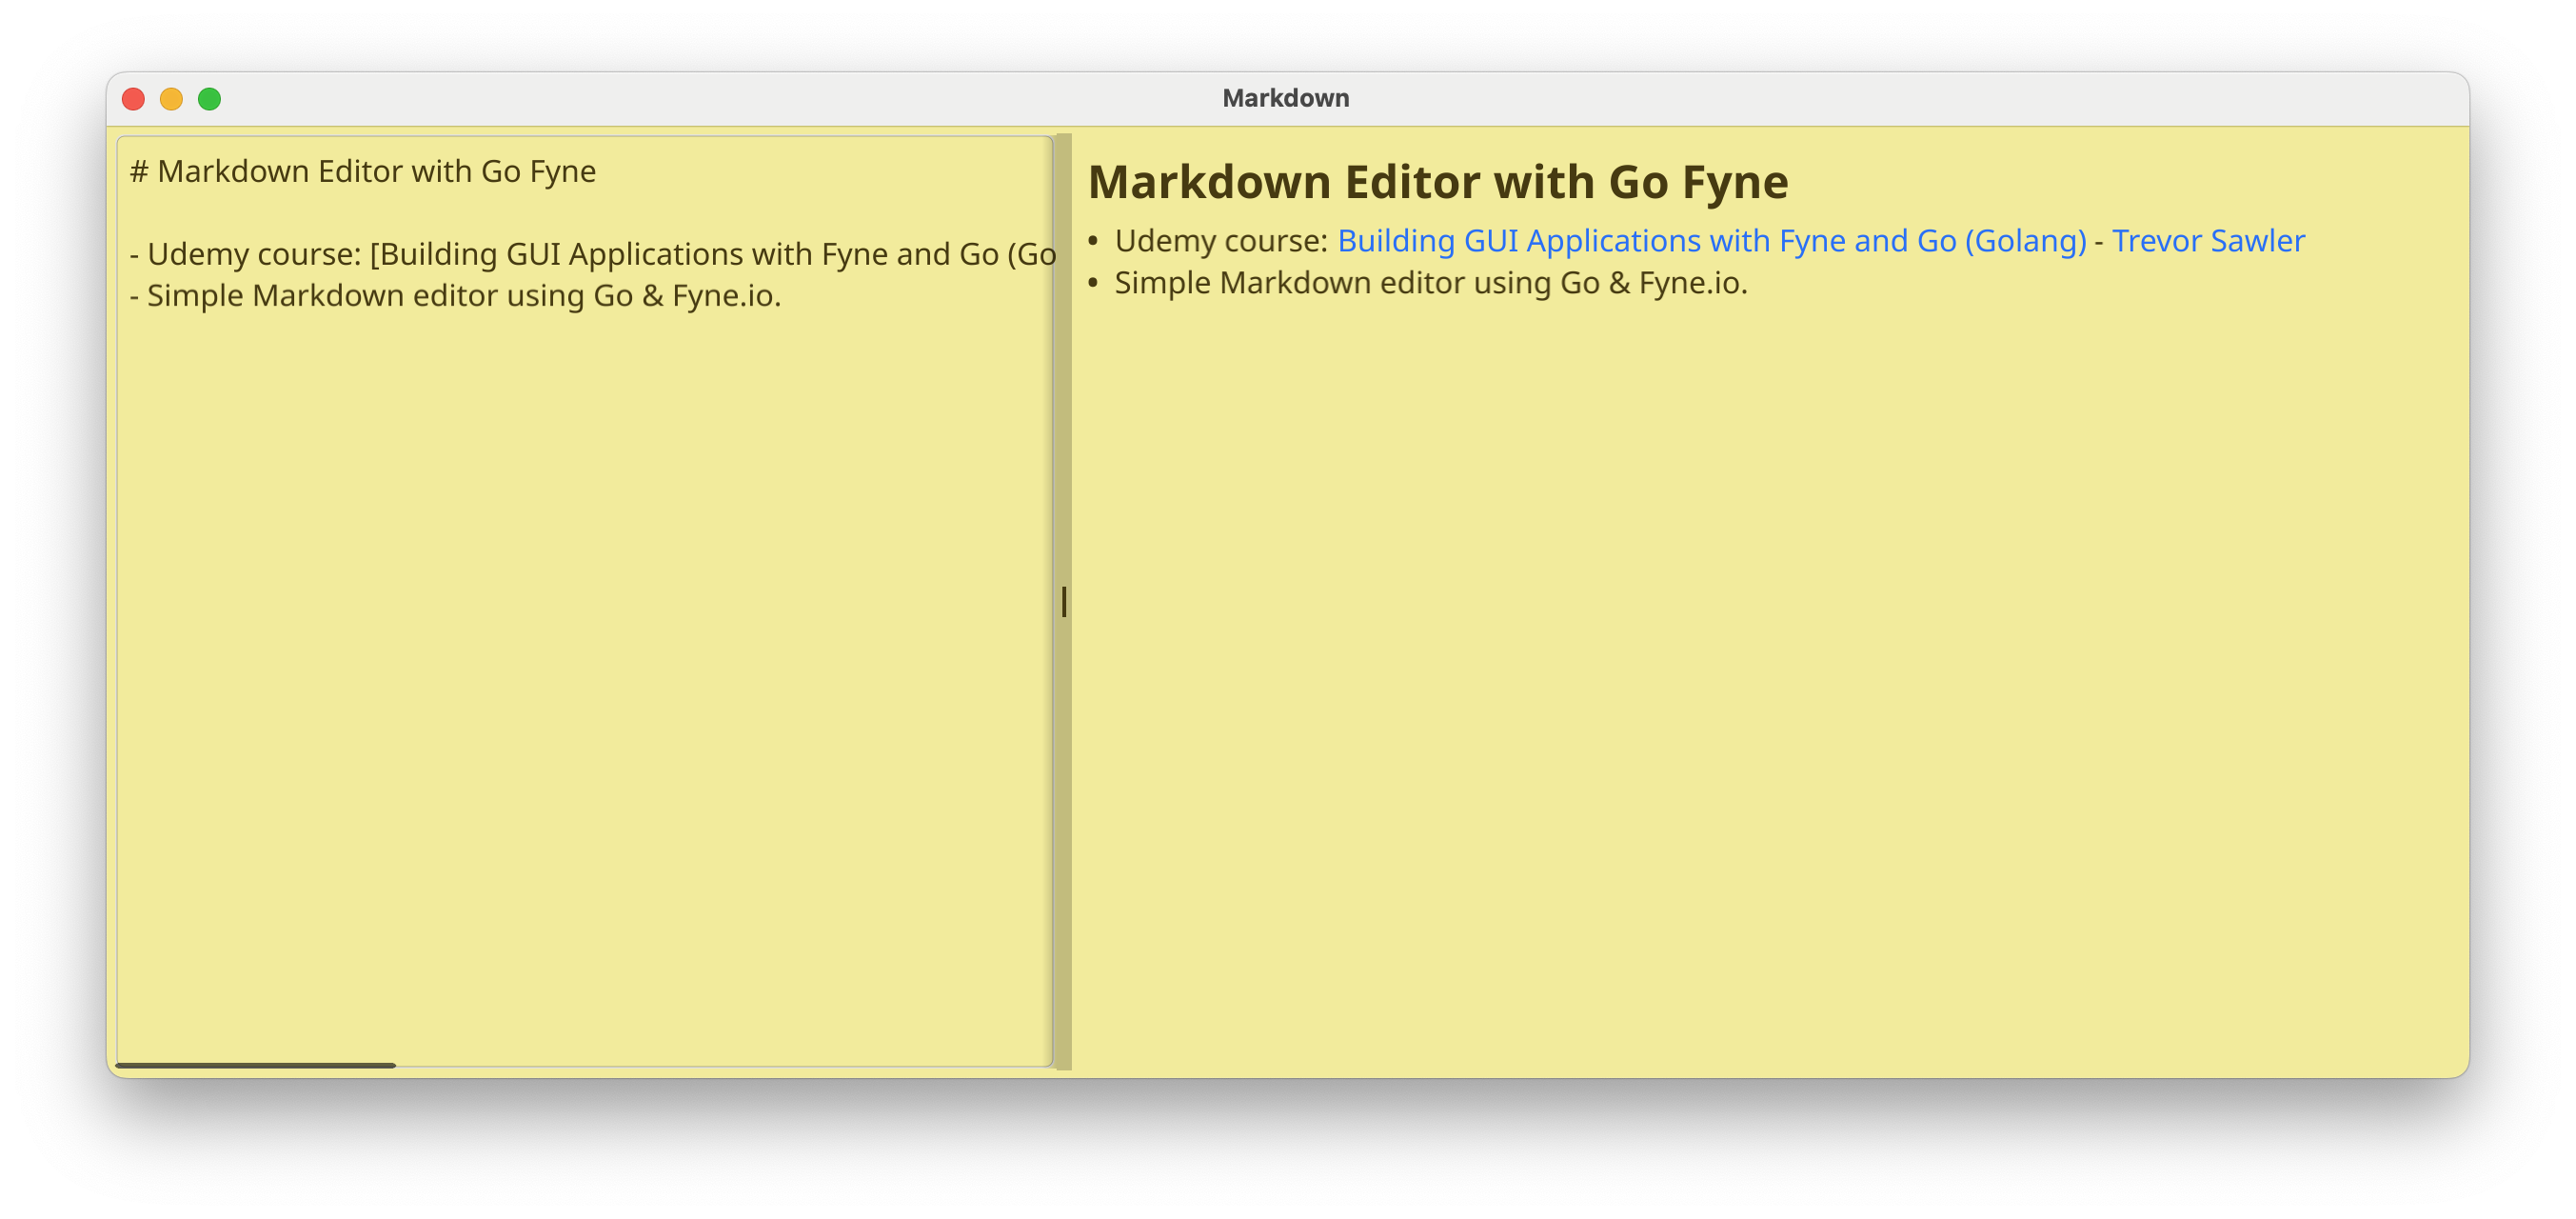 Markdown
# Markdown Editor with Go Fyne
- Udemy course: [Building GUI Applications with Fyne and Go (Go
- Simple Markdown editor using Go & Fyne.io.
Markdown Editor with Go Fyne
• Udemy course: Building GUI Applications with Fyne and Go (Golang) - Trevor Sawler
• Simple Markdown editor using Go & Fyne.io.